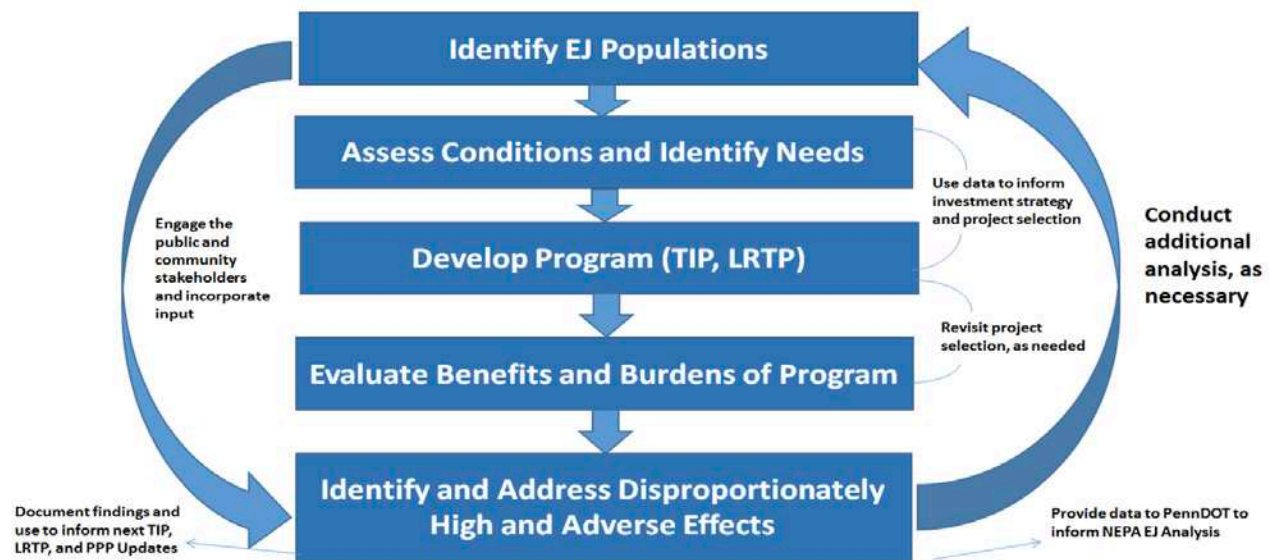 Identify EJ Populations
Assess Conditions and Identify Needs
Use data to inform
investment strategy
and project selection
Engage the
public and
community
stakeholders
and incorporate
input
Conduct
additional
analysis, as
necessary
Develop Program (TIP, LRTP)
Revisit project
selection, as needed
Evaluate Benefits and Burdens of Program
Identify and Address Disproportionately
High and Adverse Effects
Document findings and
use to inform next TIP,
LRTP, and PPP Updates
Provide data to PennDOT to
inform NEPA EJ Analysis